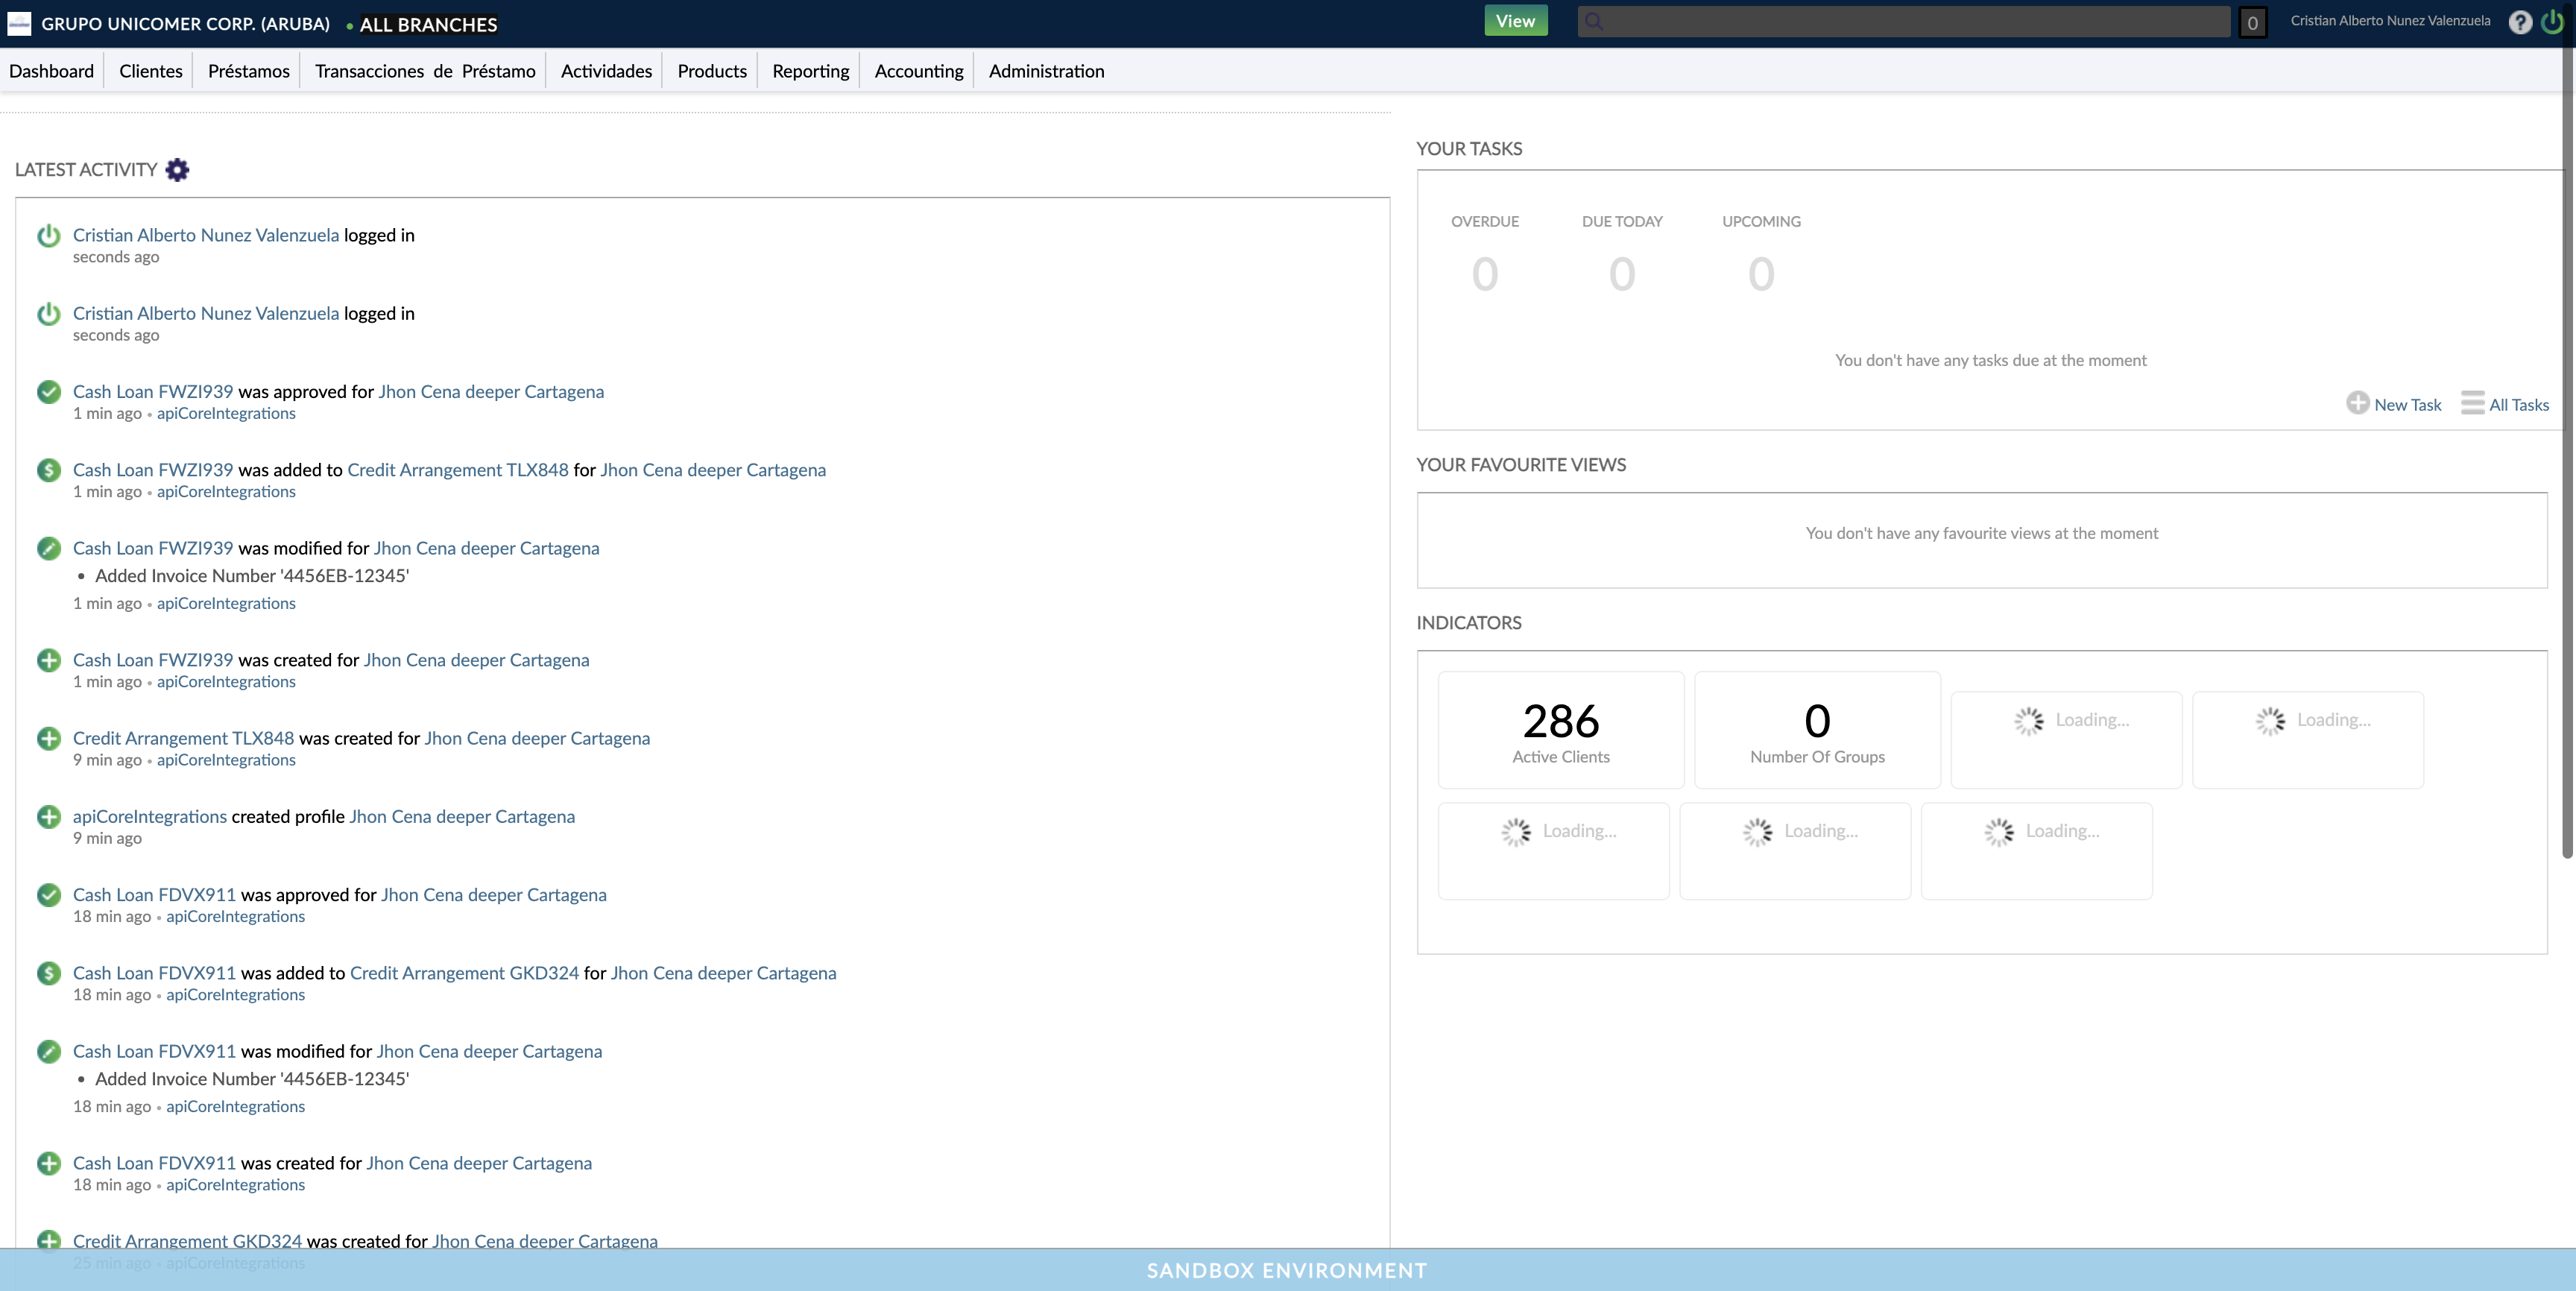 GRUPO UNICOMER CORP. (ARUBA) • ALL BRANCHES
View
0
Cristian Alberto Nunez Valenzuela
?
Dashboard Clientes Préstamos Transacciones de Préstamo Actividades Products Reporting Accounting Administration
LATEST ACTIVITY
Cristian Alberto Nunez Valenzuela logged in
seconds ago
Cristian Alberto Nunez Valenzuela logged in
seconds ago
Cash Loan FWZI939 was approved for Jhon Cena deeper Cartagena
1 min ago • apiCoreIntegrations
Cash Loan FWZI939 was added to Credit Arrangement TLX848 for Jhon Cena deeper Cartagena
1 min ago • apiCoreIntegrations
Cash Loan FWZI939 was modified for Jhon Cena deeper Cartagena
• Added Invoice Number '4456EB-12345'
1 min ago • apiCoreIntegrations
Cash Loan FWZI939 was created for Jhon Cena deeper Cartagena
1 min ago • apiCoreIntegrations
Credit Arrangement TLX848 was created for Jhon Cena deeper Cartagena
9 min ago • apiCoreIntegrations
apiCoreIntegrations created profile Jhon Cena deeper Cartagena
9 min ago
Cash Loan FDVX911 was approved for Jhon Cena deeper Cartagena
18 min ago • apiCoreIntegrations
Cash Loan FDVX911 was added to Credit Arrangement GKD324 for Jhon Cena deeper Cartagena
18 min ago • apiCoreIntegrations
Cash Loan FDVX911 was modified for Jhon Cena deeper Cartagena
• Added Invoice Number '4456EB-12345'
18 min ago • apiCoreIntegrations
Cash Loan FDVX911 was created for Jhon Cena deeper Cartagena
18 min ago • apiCoreIntegrations
Credit Arrangement GKD324 was created for Jhon Cena deeper Cartagena
25 min ago • apiCoreIntegrations
YOUR TASKS
OVERDUE DUE TODAY UPCOMING
0 0 0
You don't have any tasks due at the moment
New Task All Tasks
YOUR FAVOURITE VIEWS
You don't have any favourite views at the moment
INDICATORS
286
Active Clients
0
Number Of Groups
Loading...
Loading...
Loading...
Loading...
Loading...
SANDBOX ENVIRONMENT